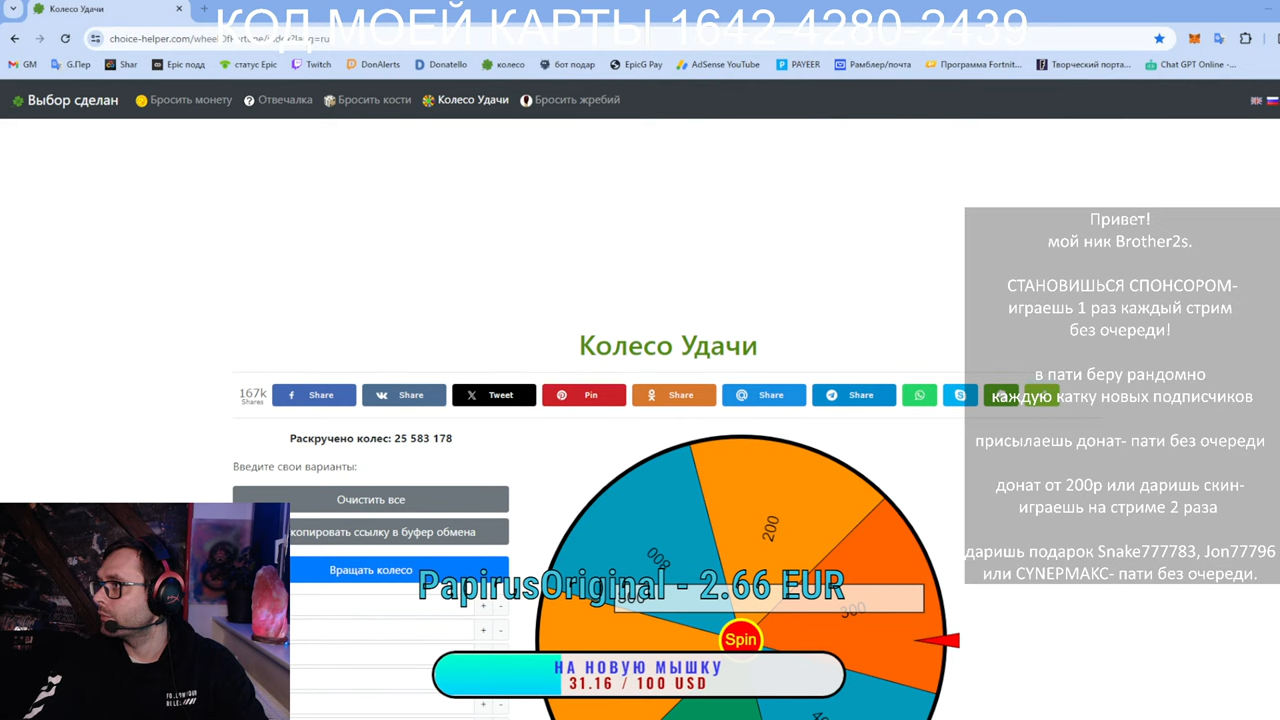 Колесо Удачи
КОД МОЕЙ КАРТЫ 1642-4280-2439
GM
G.Пер
Shar
Epic подд
статус Epic
Twitch
DonAlerts
Donatello
колесо
бот подар
EpicG Pay
AdSense YouTube
PAYEER
Рамблер/почта
Программа Fortnit...
Творческий порта...
Chat GPT Online -...
Выбор сделан
Бросить монету
Отвечалка
Бросить кости
Колесо Удачи
Бросить жребий
Привет!
мой ник Brother2s.
СТАНОВИШЬСЯ СПОНСОРОМ-
играешь 1 раз каждый стрим
без очереди!
в пати беру рандомно
каждую катку новых подписчиков
присылаешь донат- пати без очереди
донат от 200р или даришь скин-
играешь на стриме 2 раза
даришь подарок Snake777783, Jon77796
или CYNEPMAKC- пати без очереди.
Колесо Удачи
167k
Shares
Share
Share
Tweet
Pin
Share
Share
Share
Раскручено колес: 25 583 178
Введите свои варианты:
Очистить все
копировать ссылку в буфер обмена
Вращать колесо
200
300
Spin
PapirusOriginal - 2.66 EUR
НА НОВУЮ МЫШКУ
31.16 / 100 USD